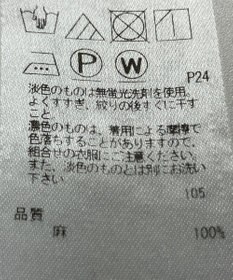 P24
P W
淡色のものは無蛍光洗剤を使用、
よくすすぎ、絞りの後すぐに干す
こと。
濃色のものは、着用による摩擦で
色落ちすることがありますので、
組合せの衣服にご注意ください。
また、淡色のものとは別にお洗い
下さい
105
品質
麻 100%